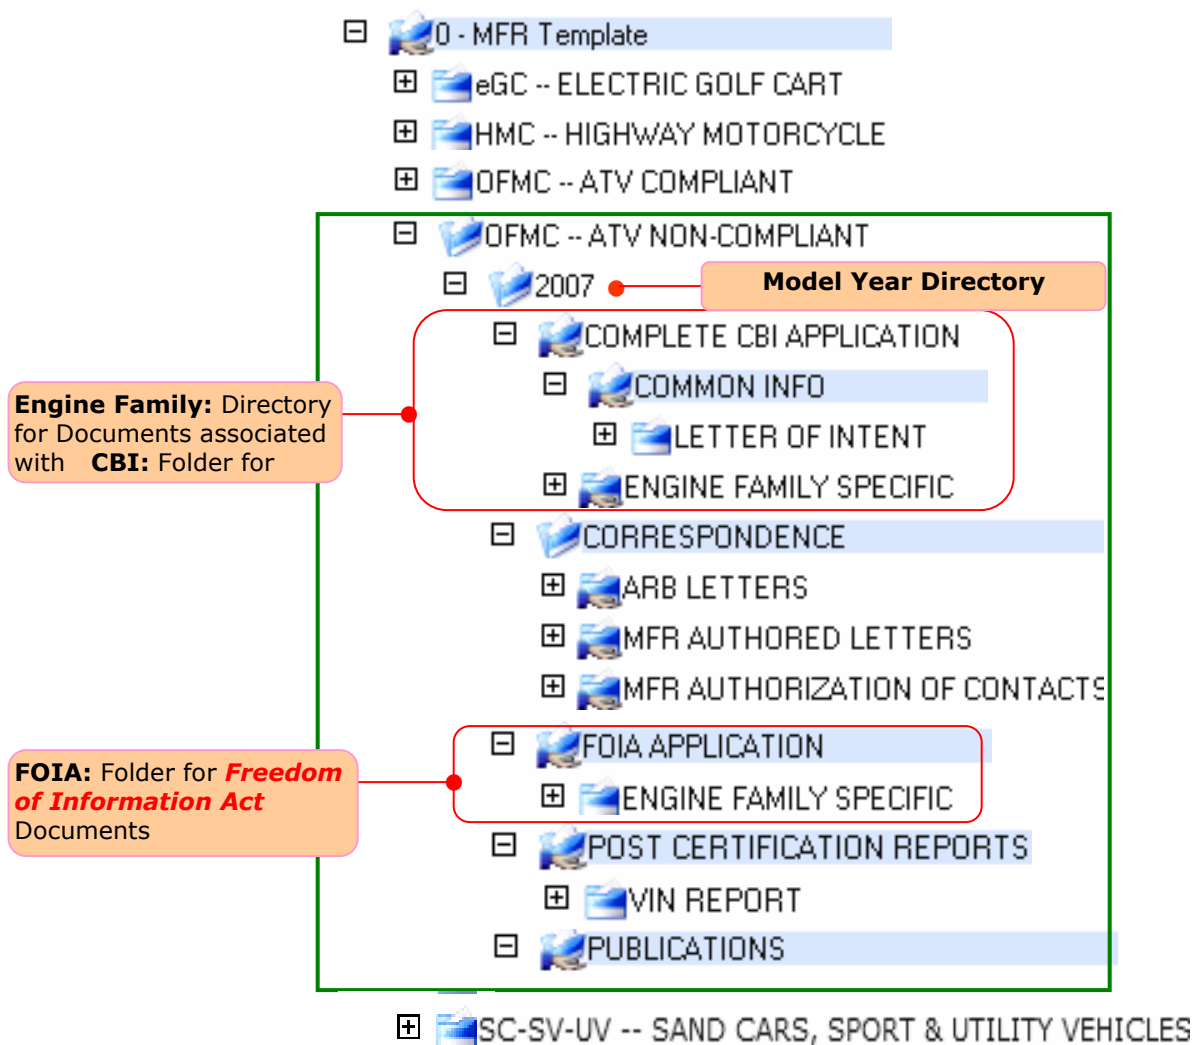 0 - MFR Template
eGC -- ELECTRIC GOLF CART
HMC -- HIGHWAY MOTORCYCLE
OFMC -- ATV COMPLIANT
OFMC -- ATV NON-COMPLIANT
2007
Model Year Directory
COMPLETE CBI APPLICATION
COMMON INFO
LETTER OF INTENT
ENGINE FAMILY SPECIFIC
Engine Family: Directory
for Documents associated
with CBI: Folder for
CORRESPONDENCE
ARB LETTERS
MFR AUTHORED LETTERS
MFR AUTHORIZATION OF CONTACTS
FOIA APPLICATION
ENGINE FAMILY SPECIFIC
FOIA: Folder for Freedom
of Information Act
Documents
POST CERTIFICATION REPORTS
VIN REPORT
PUBLICATIONS
SC-SV-UV -- SAND CARS, SPORT & UTILITY VEHICLES